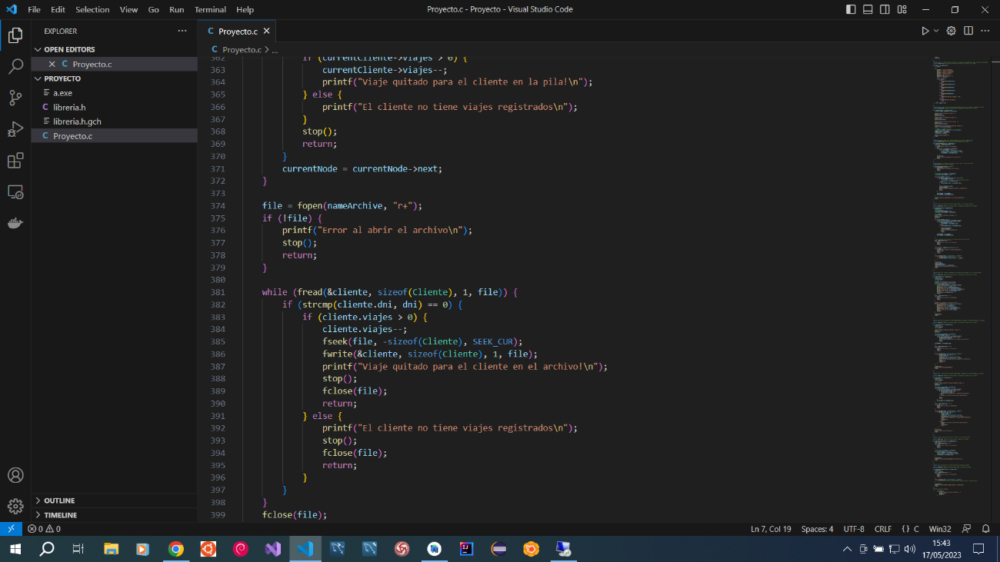 File Edit Selection View Go Run Terminal Help Proyecto.c - Proyecto - Visual Studio Code
EXPLORER
OPEN EDITORS
Proyecto.c
PROYECTO
a.exe
libreria.h
libreria.h.gch
Proyecto.c
OUTLINE
TIMELINE
Proyecto.c
Proyecto.c > ...
362 if (currentCliente->viajes > 0) {
363 currentCliente->viajes--;
364 printf("Viaje quitado para el cliente en la pila!\n");
365 } else {
366 printf("El cliente no tiene viajes registrados\n");
367 }
368 stop();
369 return;
370 }
371 currentNode = currentNode->next;
372 }
373
374 file = fopen(nameArchive, "r+");
375 if (!file) {
376 printf("Error al abrir el archivo\n");
377 stop();
378 return;
379 }
380
381 while (fread(&cliente, sizeof(Cliente), 1, file)) {
382 if (strcmp(cliente.dni, dni) == 0) {
383 if (cliente.viajes > 0) {
384 cliente.viajes--;
385 fseek(file, -sizeof(Cliente), SEEK_CUR);
386 fwrite(&cliente, sizeof(Cliente), 1, file);
387 printf("Viaje quitado para el cliente en el archivo!\n");
388 stop();
389 fclose(file);
390 return;
391 } else {
392 printf("El cliente no tiene viajes registrados\n");
393 stop();
394 fclose(file);
395 return;
396 }
397 }
398 }
399 fclose(file);
0 0 Ln 7, Col 19 Spaces: 4 UTF-8 CRLF {} C Win32
15:43
17/05/2023